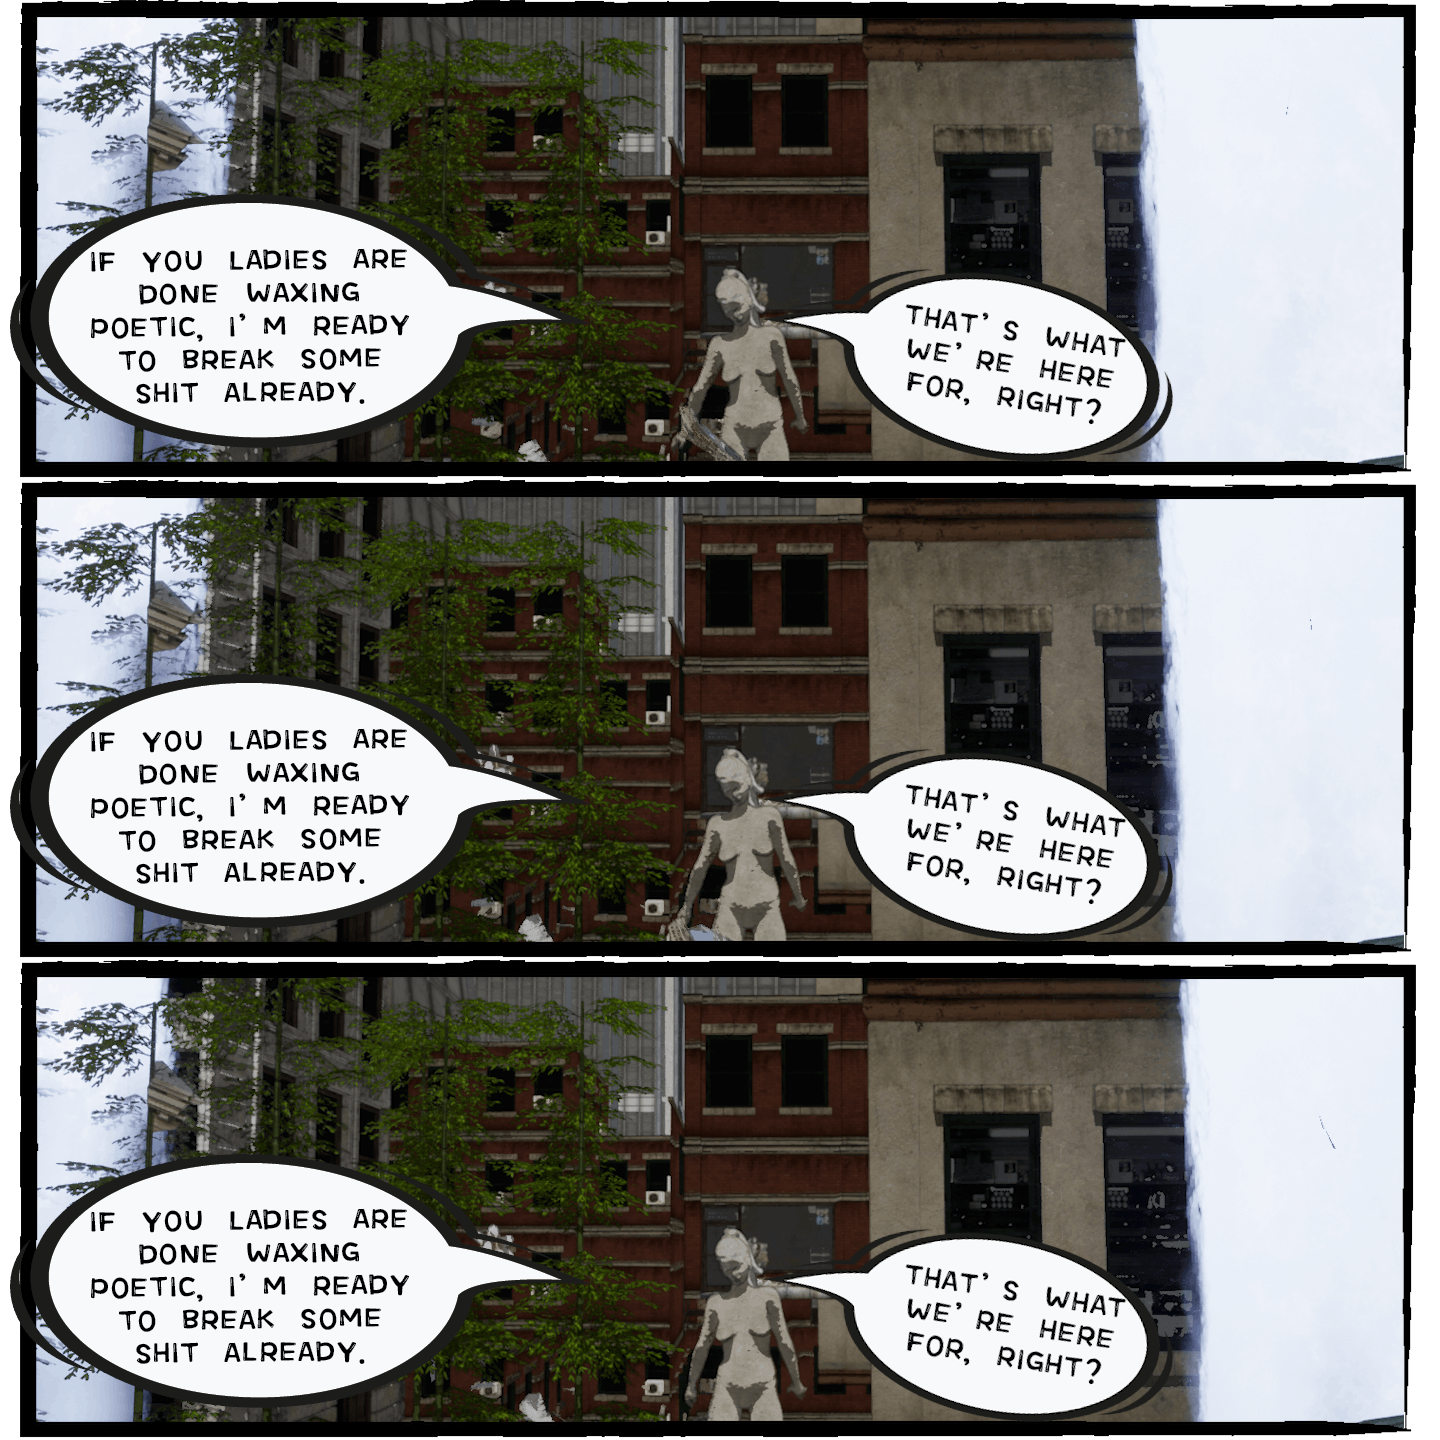 IF YOU LADIES ARE
DONE WAXING
POETIC, I'M READY
TO BREAK SOME
SHIT ALREADY.
THAT'S WHAT
WE'RE HERE
FOR, RIGHT?
IF YOU LADIES ARE
DONE WAXING
POETIC, I'M READY
TO BREAK SOME
SHIT ALREADY.
THAT'S WHAT
WE'RE HERE
FOR, RIGHT?
IF YOU LADIES ARE
DONE WAXING
POETIC, I'M READY
TO BREAK SOME
SHIT ALREADY.
THAT'S WHAT
WE'RE HERE
FOR, RIGHT?